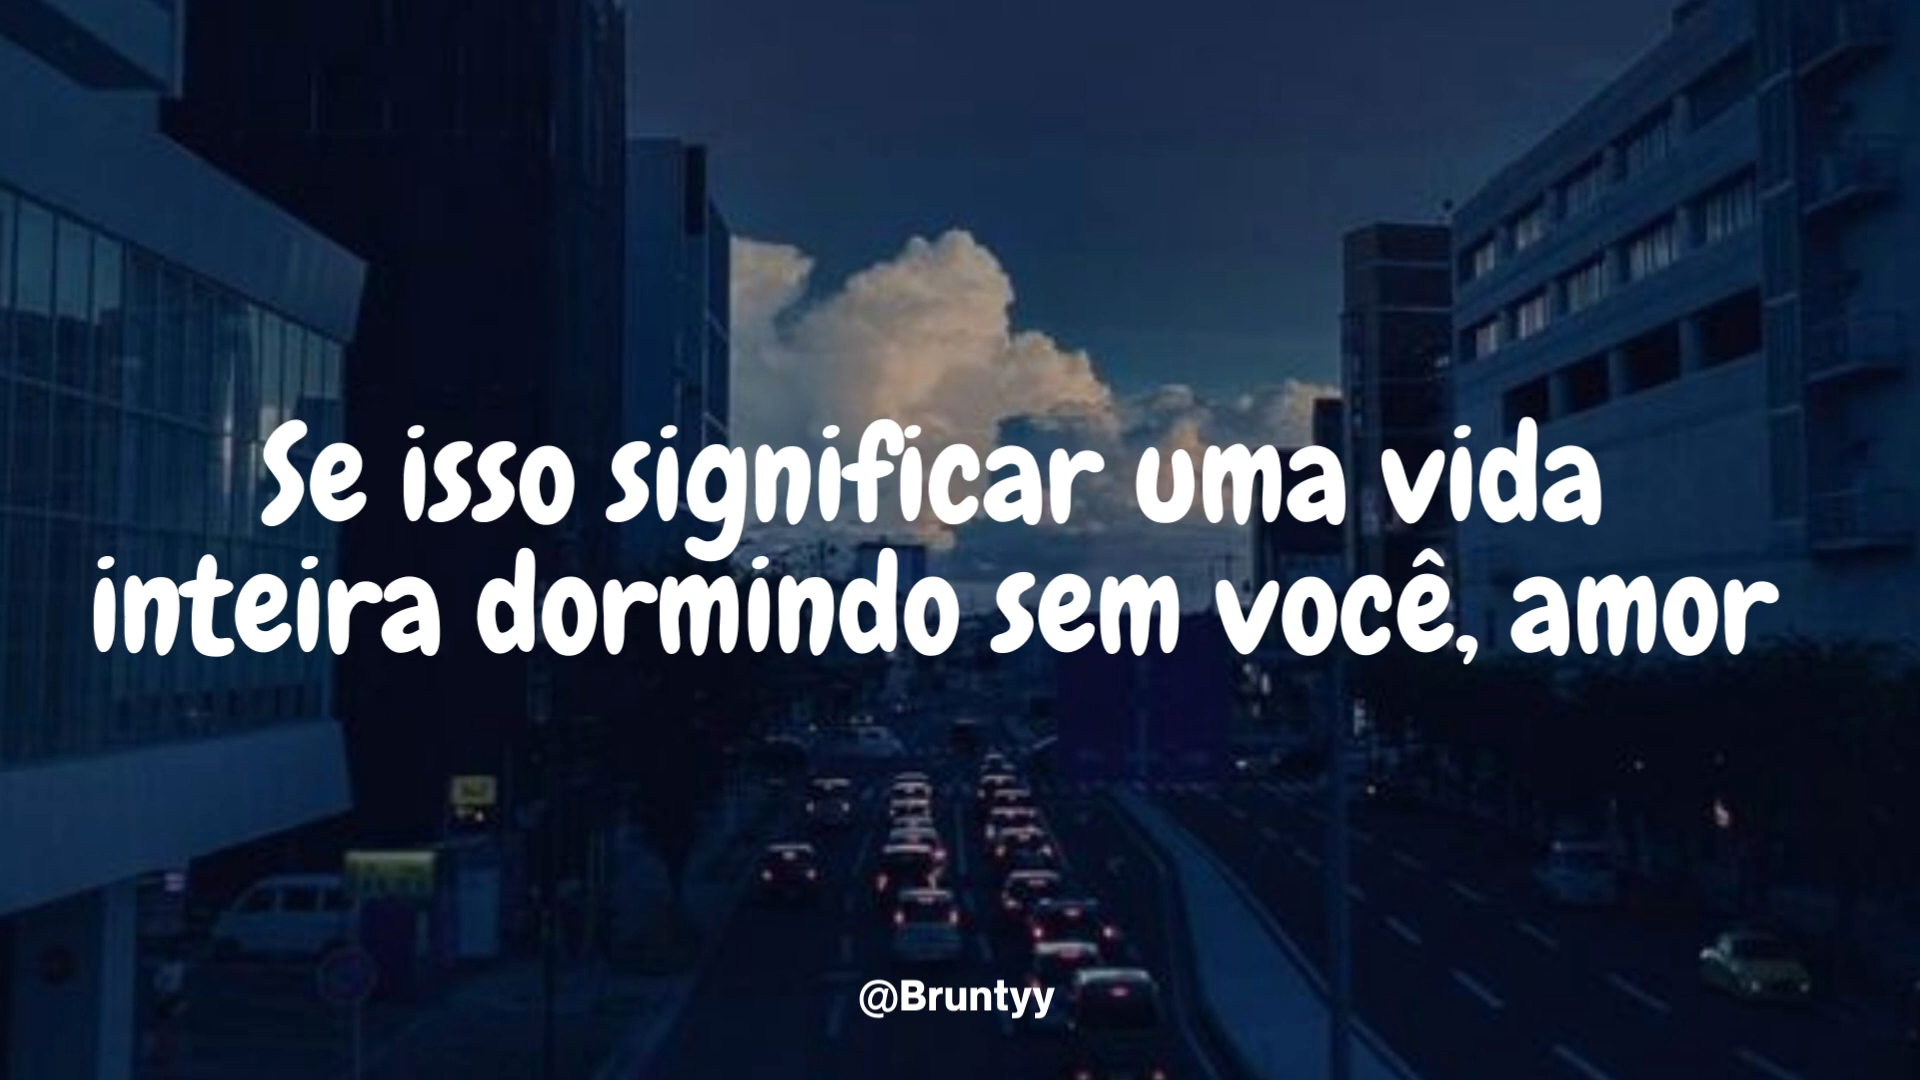 Se isso significar uma vida
inteira dormindo sem você, amor
@Bruntyy